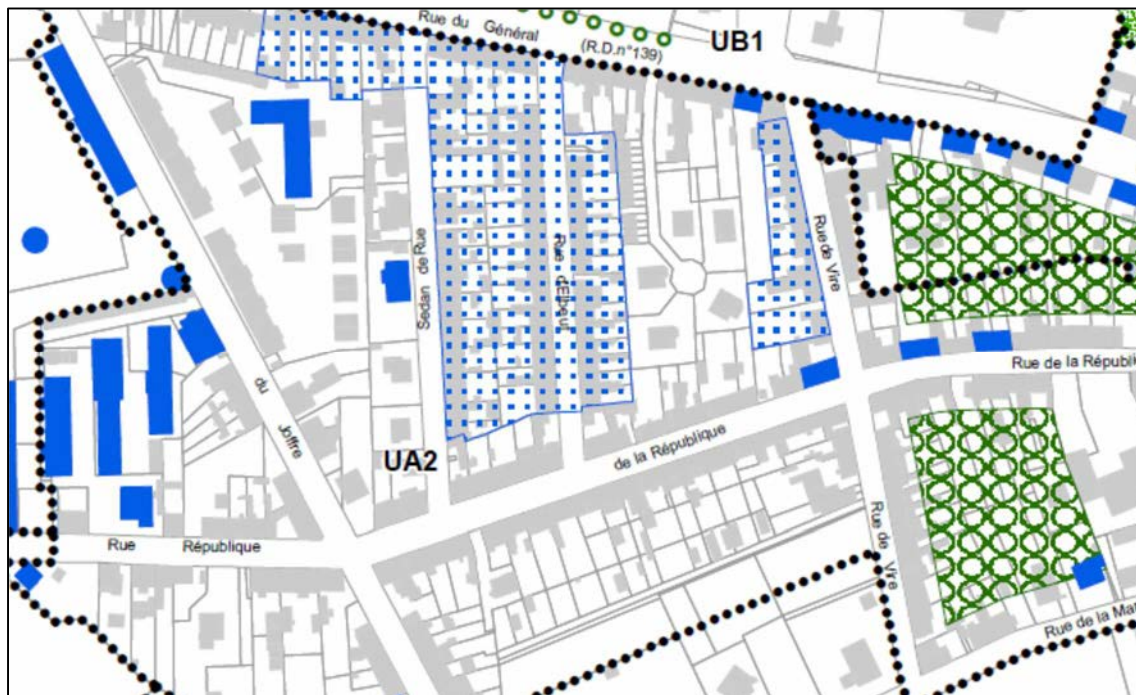 Rue du Général
(R.D.n°139)
UB1
Sedan de Rue
Rue d'Elbeuf
Rue de Vire
du
Joffre
UA2
de la République
Rue de la Républi
Rue République
Rue de Vire
Rue de la Mat